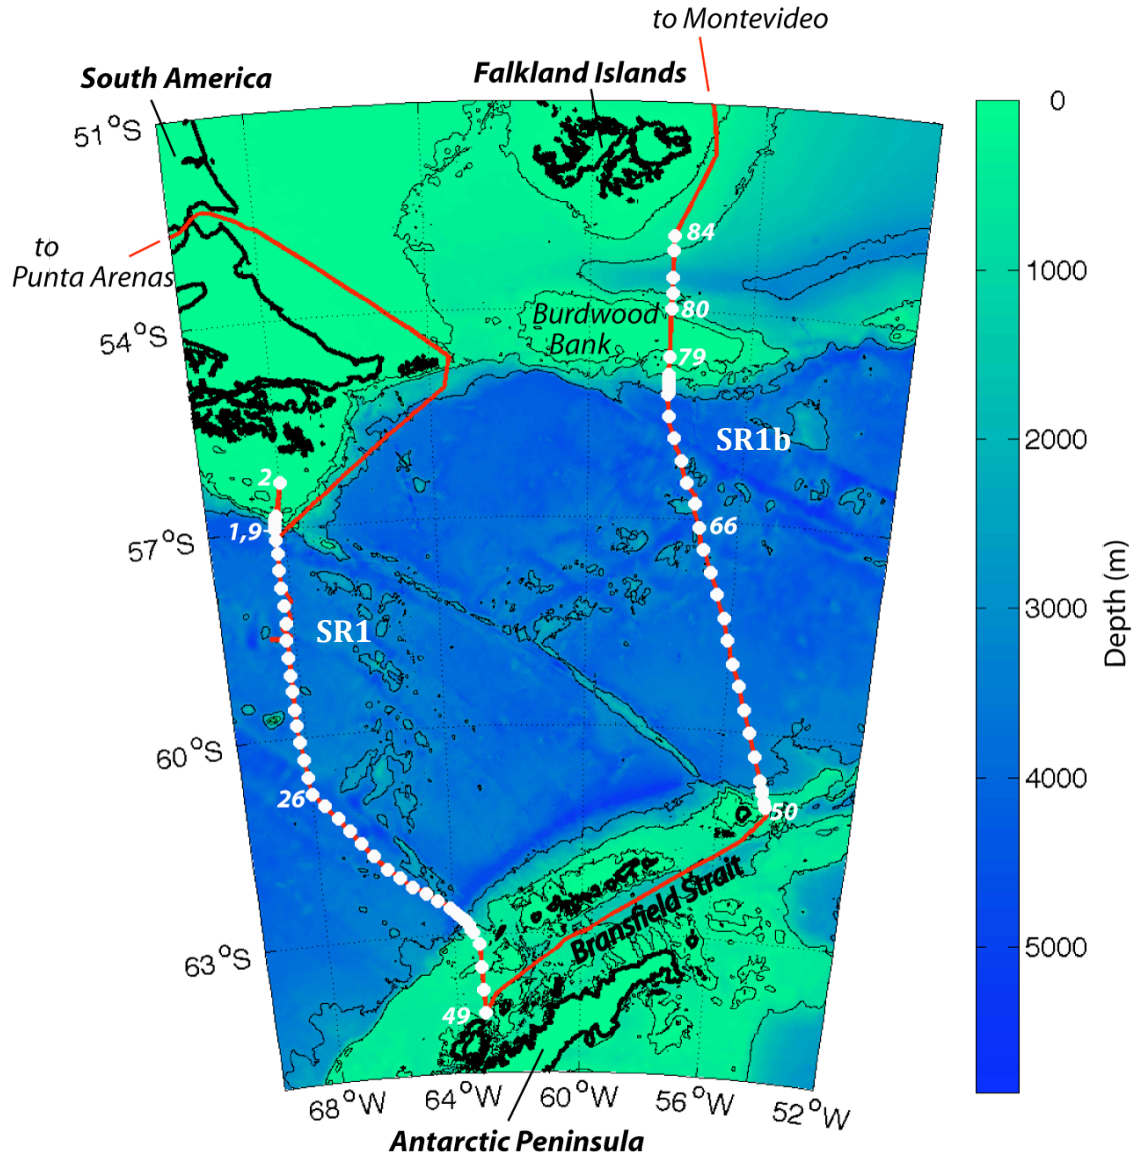 to Montevideo
South America
Falkland Islands
51°S
0
to
Punta Arenas
84
1000
80
Burdwood
Bank
54°S
79
2000
SR1b
2
1,9
66
57°S
3000
SR1
Depth (m)
60°S
4000
26
50
Bransfield Strait
63°S
5000
49
68°W
64°W
60°W
56°W
52°W
Antarctic Peninsula